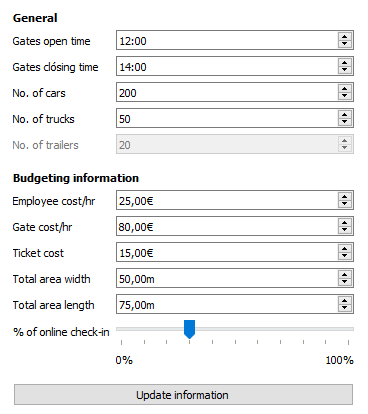 General
Gates open time 12:00
Gates clósing time 14:00
No. of cars 200
No. of trucks 50
No. of trailers 20
Budgeting information
Employee cost/hr 25,00€
Gate cost/hr 80,00€
Ticket cost 15,00€
Total area width 50,00m
Total area length 75,00m
% of online check-in
0% 100%
Update information